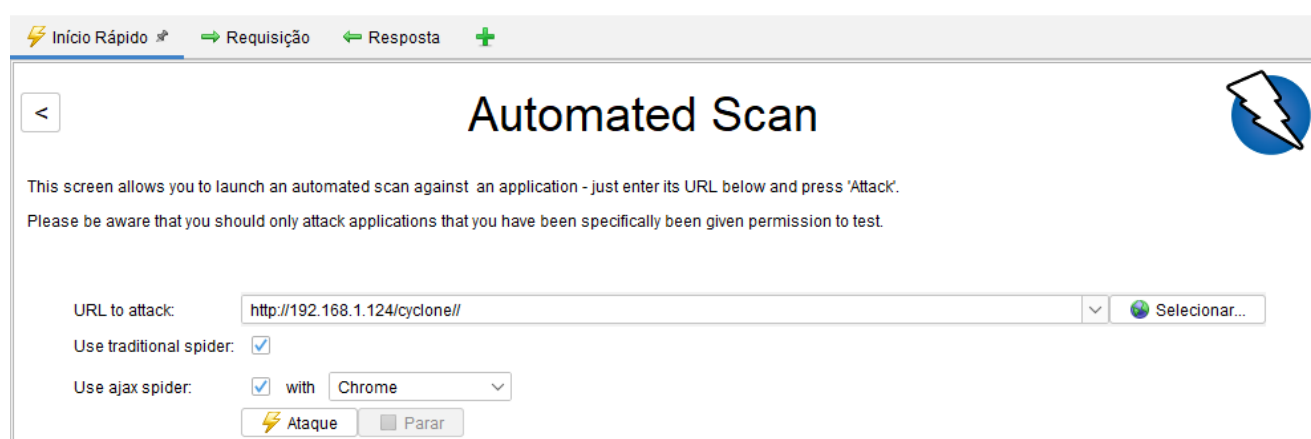 Início Rápido Requisição Resposta
<
Automated Scan
This screen allows you to launch an automated scan against an application - just enter its URL below and press 'Attack'.
Please be aware that you should only attack applications that you have been specifically been given permission to test.
URL to attack: http://192.168.1.124/cyclone// Selecionar...
Use traditional spider:
Use ajax spider: with Chrome
Ataque Parar